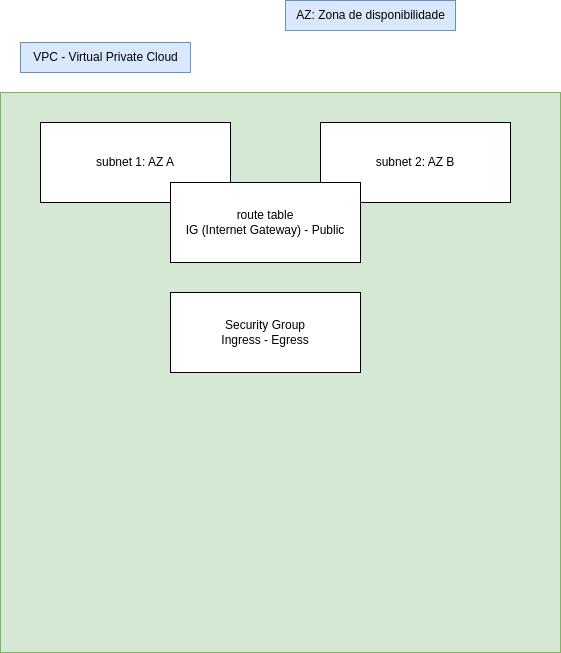 AZ: Zona de disponibilidade
VPC - Virtual Private Cloud
subnet 1: AZ A
subnet 2: AZ B
route table
IG (Internet Gateway) - Public
Security Group
Ingress - Egress